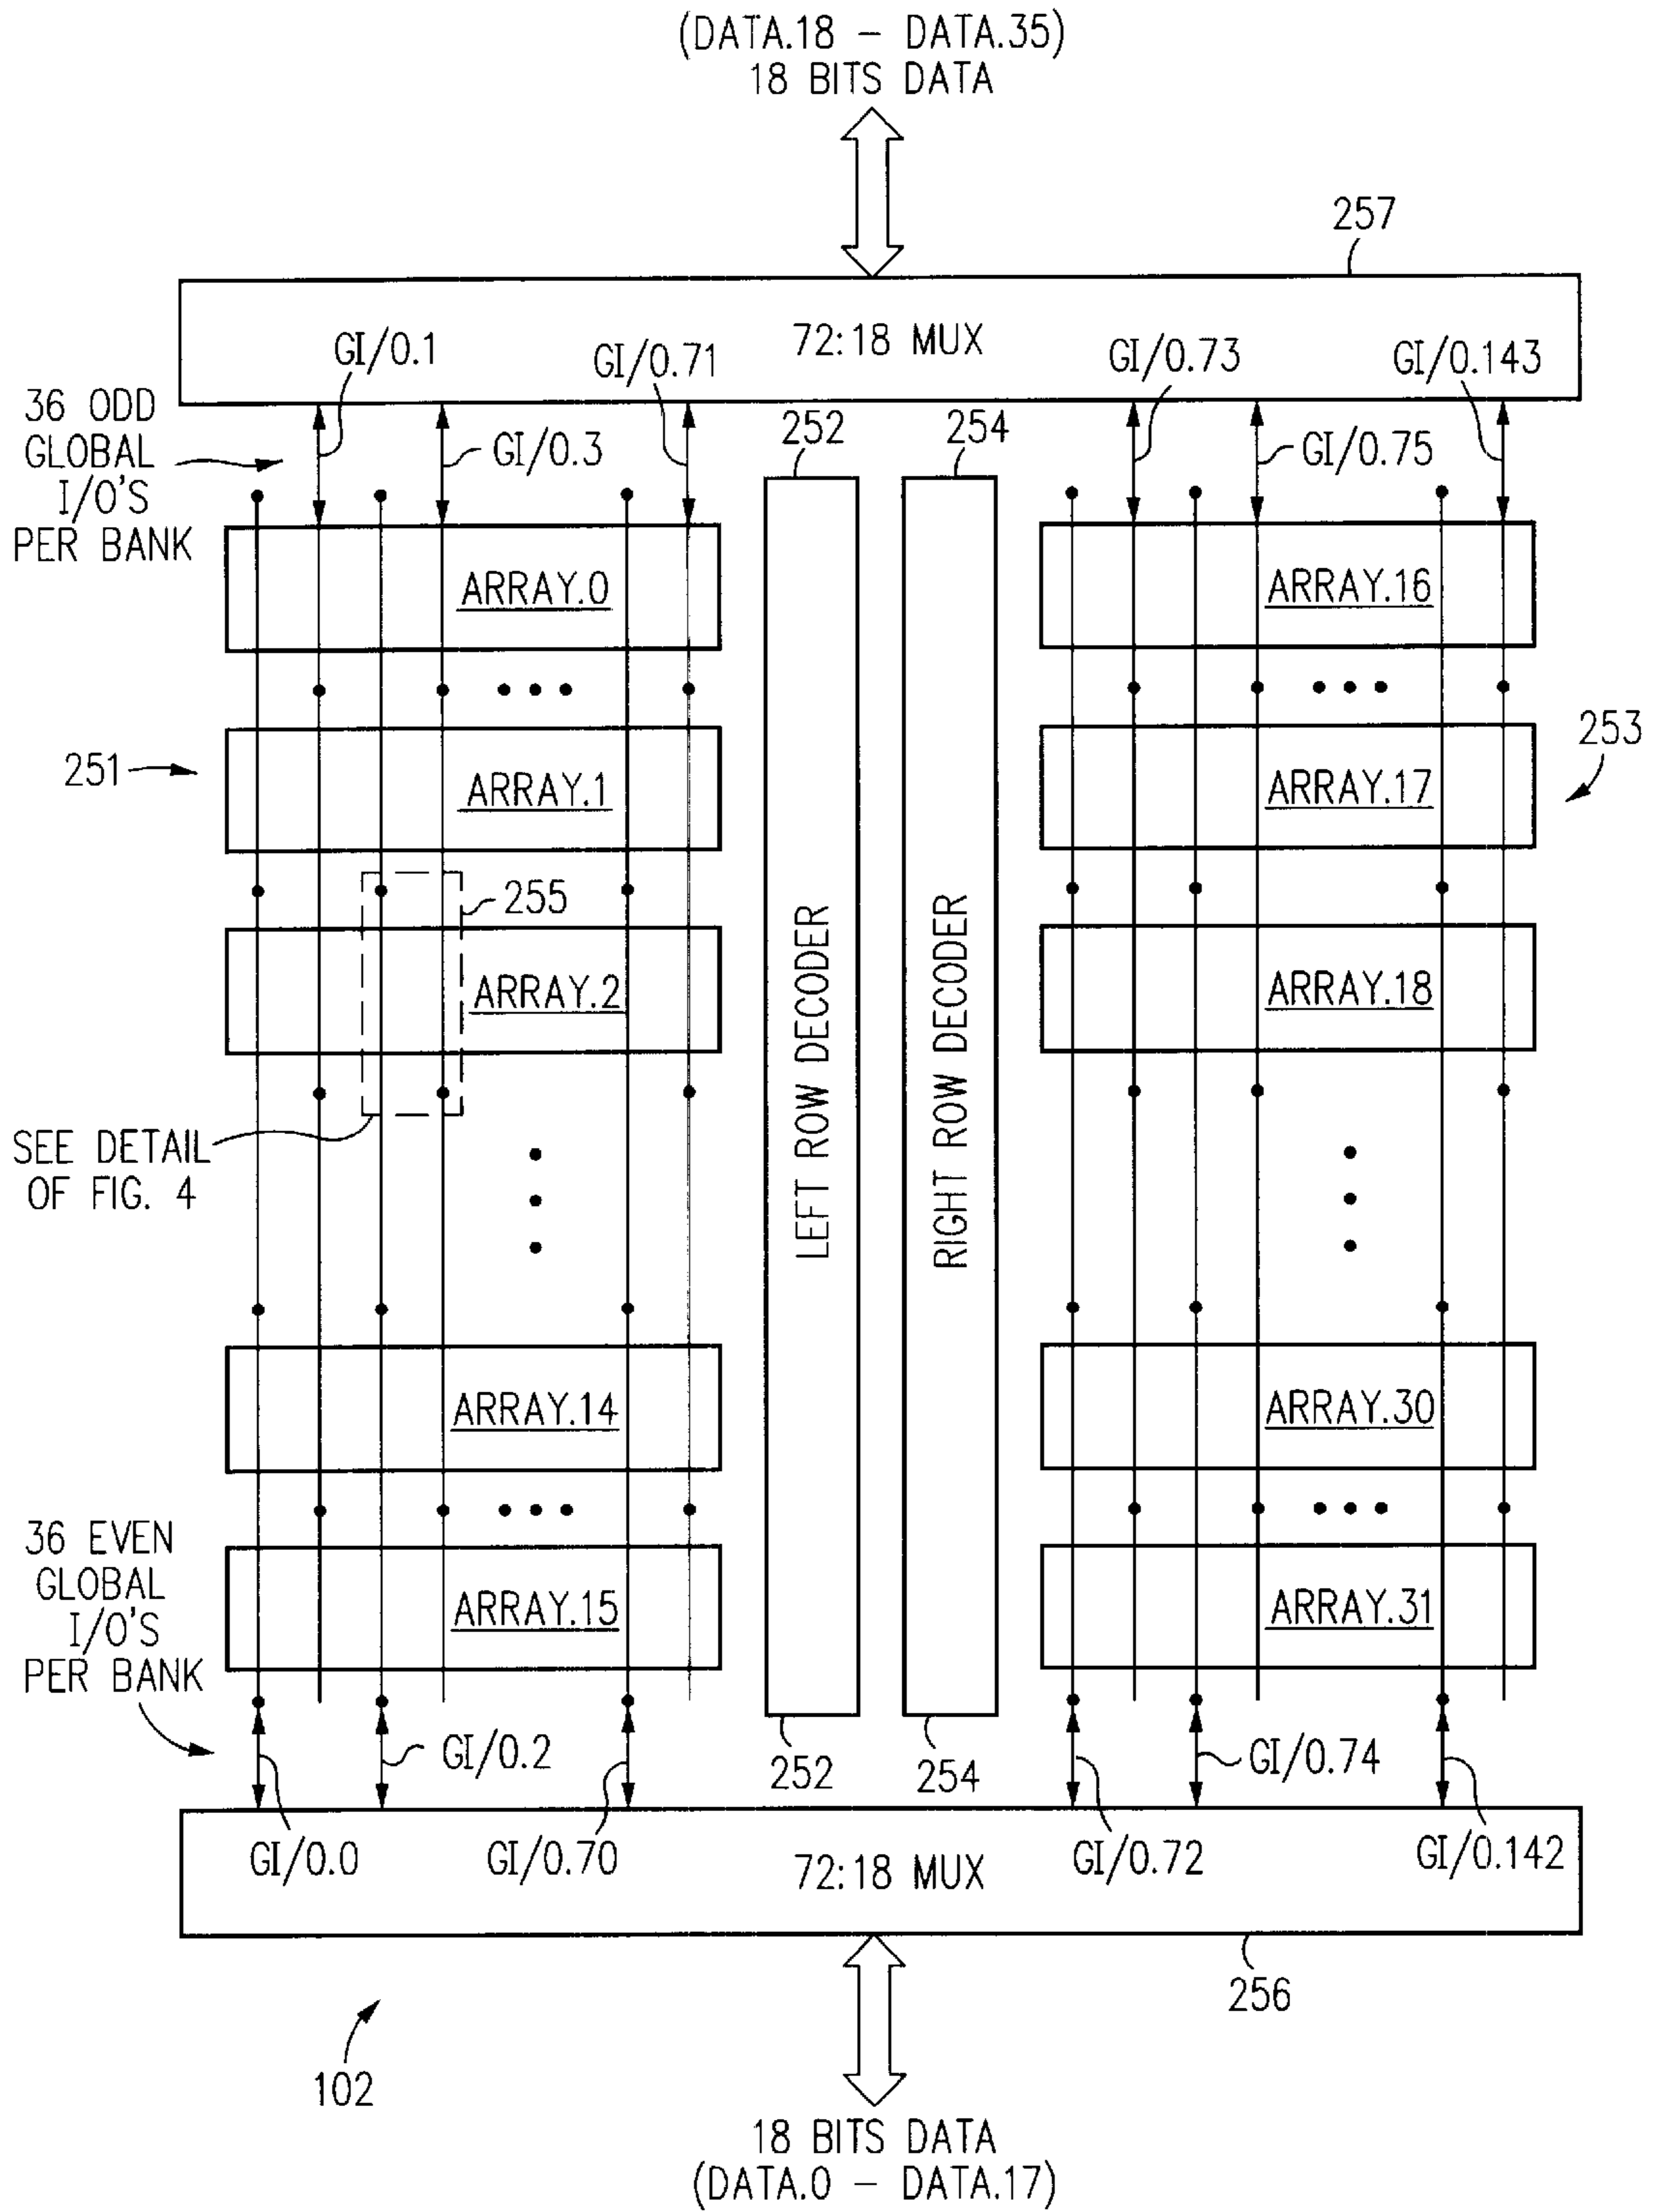 (DATA.18 - DATA.35)
18 BITS DATA
257
72:18 MUX
GI/0.1
GI/0.71
GI/0.73
GI/0.143
36 ODD
GLOBAL
I/O'S
PER BANK
GI/0.3
252
254
GI/0.75
ARRAY.0
ARRAY.16
251
ARRAY.1
ARRAY.17
253
255
ARRAY.2
ARRAY.18
LEFT ROW DECODER
RIGHT ROW DECODER
SEE DETAIL
OF FIG. 4
ARRAY.14
ARRAY.30
36 EVEN
GLOBAL
I/O'S
PER BANK
ARRAY.15
ARRAY.31
GI/0.2
252
254
GI/0.74
GI/0.0
GI/0.70
72:18 MUX
GI/0.72
GI/0.142
256
102
18 BITS DATA
(DATA.0 - DATA.17)